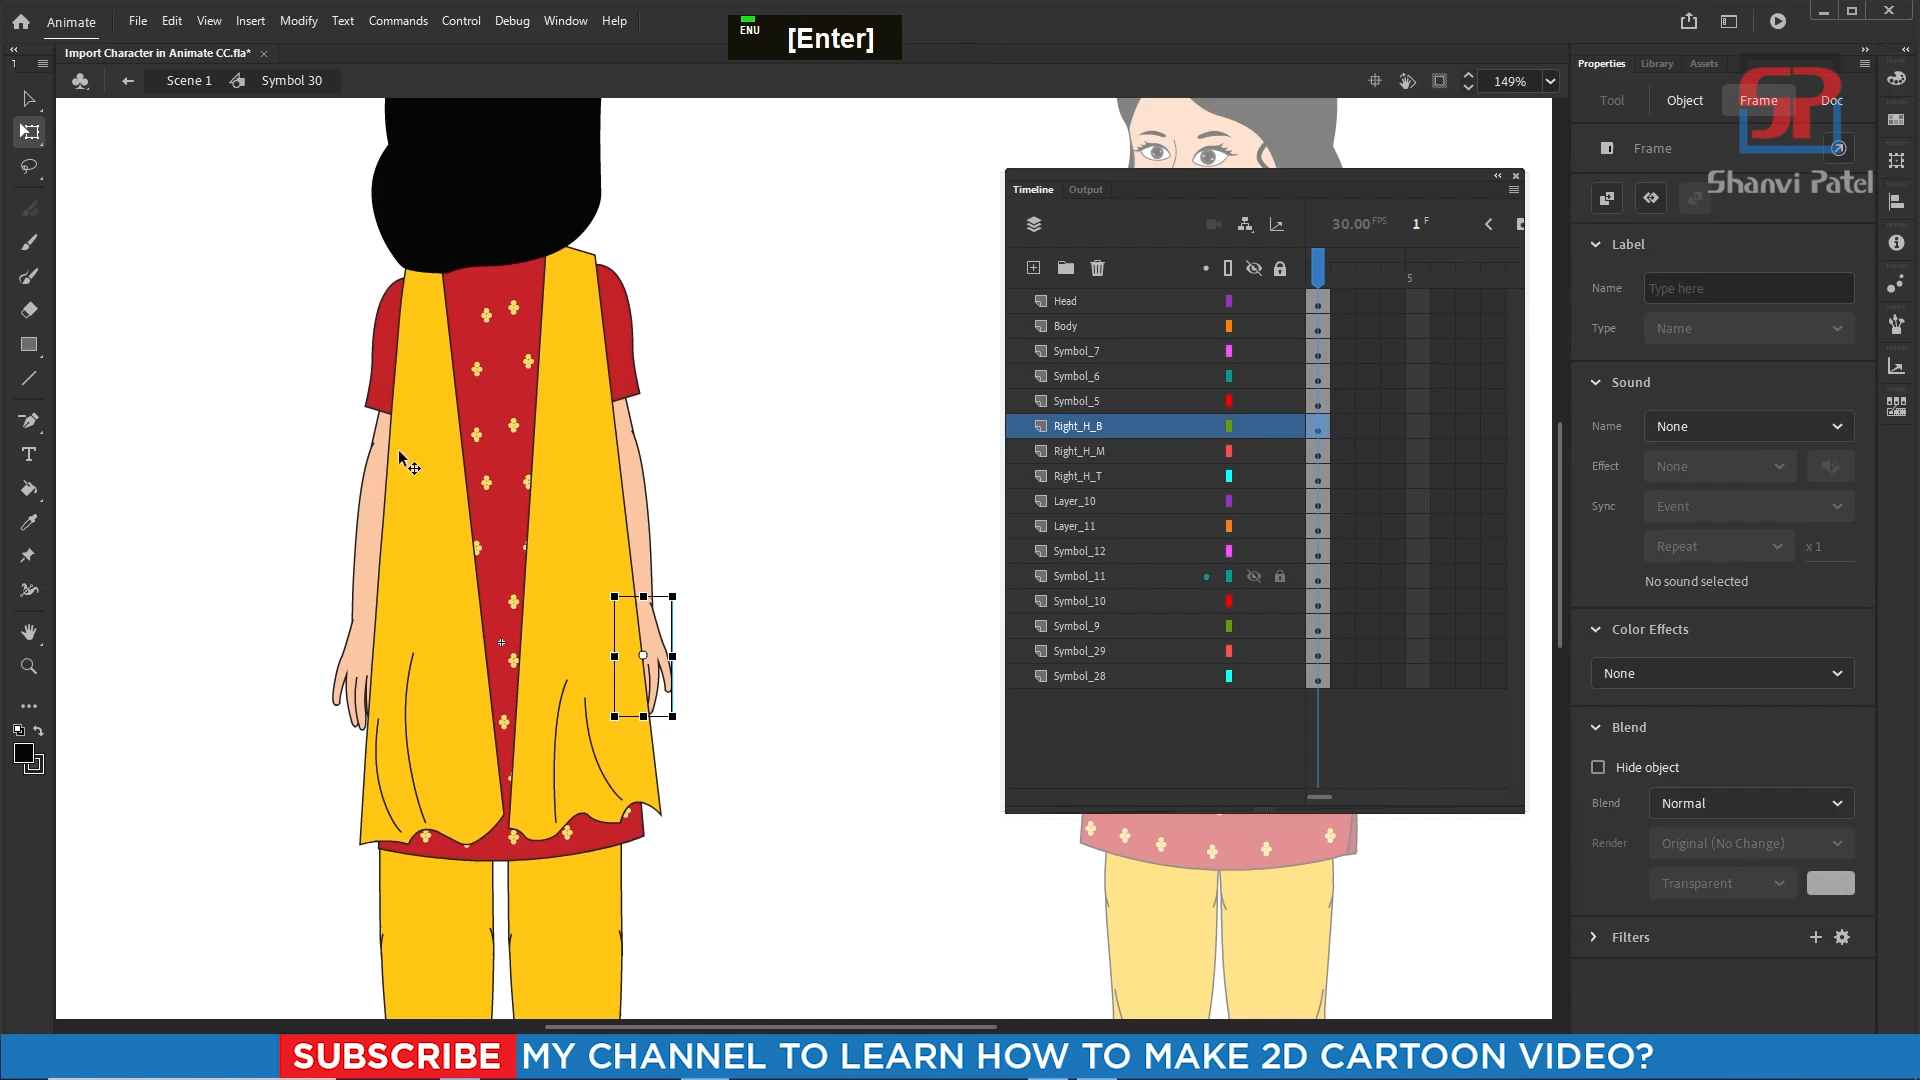 Animate
File Edit View Insert Modify Text Commands Control Debug Window Help
ENU
[Enter]
Import Character in Animate CC.fla*
Scene 1
Symbol 30
149%
Timeline
Output
30.00 FPS
1 F
5
Head
Body
Symbol_7
Symbol_6
Symbol_5
Right_H_B
Right_H_M
Right_H_T
Layer_10
Layer_11
Symbol_12
Symbol_11
Symbol_10
Symbol_9
Symbol_29
Symbol_28
Properties
Library
Assets
Tool
Object
Frame
Doc
SP
Frame
Shanvi Patel
Label
Name Type here
Type Name
Sound
Name None
Effect None
Sync Event
Repeat x 1
No sound selected
Color Effects
None
Blend
Hide object
Blend Normal
Render Original (No Change)
Transparent
Filters
SUBSCRIBE MY CHANNEL TO LEARN HOW TO MAKE 2D CARTOON VIDEO?